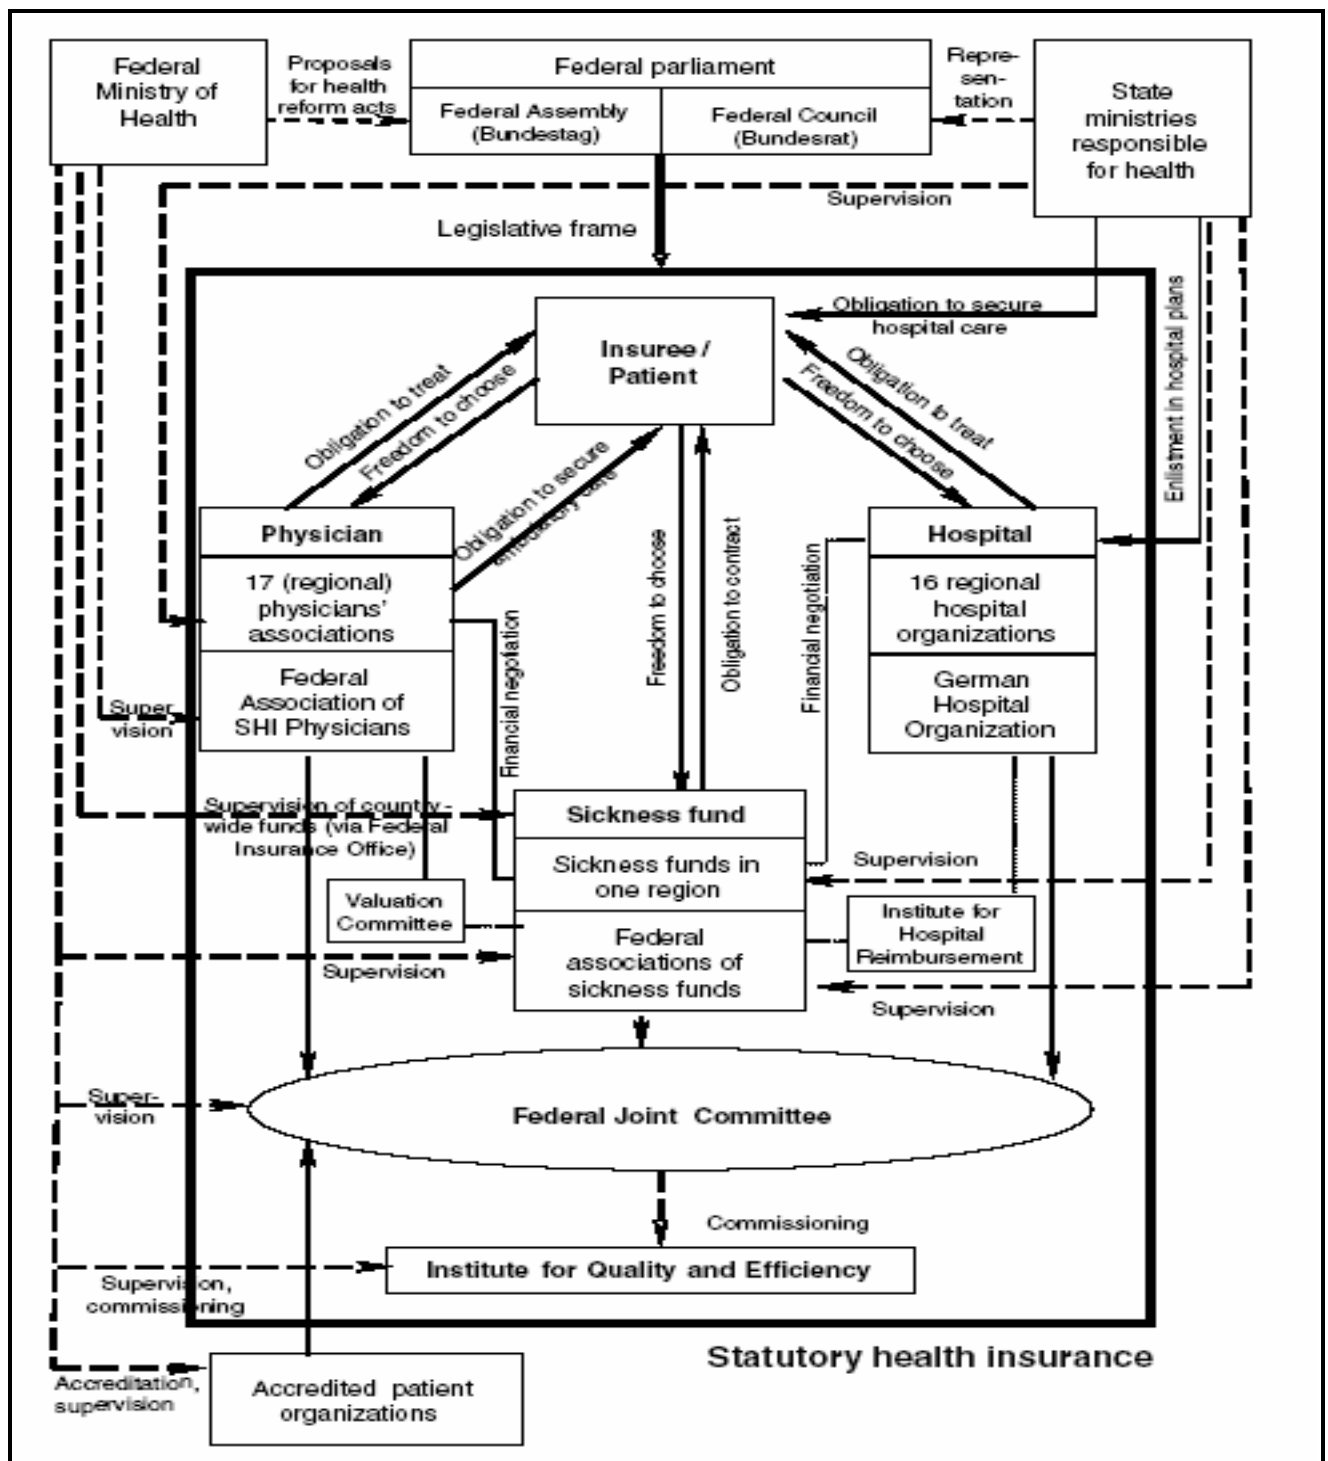 Federal
Ministry of
Health
Proposals
for health
reform acts
Federal parliament
Federal Assembly
(Bundestag)
Federal Council
(Bundesrat)
Repre-
sen-
tation
State
ministries
responsible
for health
Supervision
Legislative frame
Obligation to secure
hospital care
Enlistment in hospital plans
Insuree /
Patient
Obligation to treat
Freedom to choose
Obligation to secure
ambulatory care
Obligation to treat
Freedom to choose
Physician
17 (regional)
physicians’
associations
Federal
Association of
SHI Physicians
Financial negotiation
Freedom to choose
Obligation to contract
Financial negotiation
Hospital
16 regional
hospital
organizations
German
Hospital
Organization
Super
vision
Supervision of country-
wide funds (via Federal
Insurance Office)
Sickness fund
Sickness funds in
one region
Federal
associations of
sickness funds
Valuation
Committee
Supervision
Supervision
Institute for
Hospital
Reimbursement
Supervision
Super-
vision
Federal Joint Committee
Commissioning
Institute for Quality and Efficiency
Supervision,
commissioning
Statutory health insurance
Accreditation,
supervision
Accredited patient
organizations